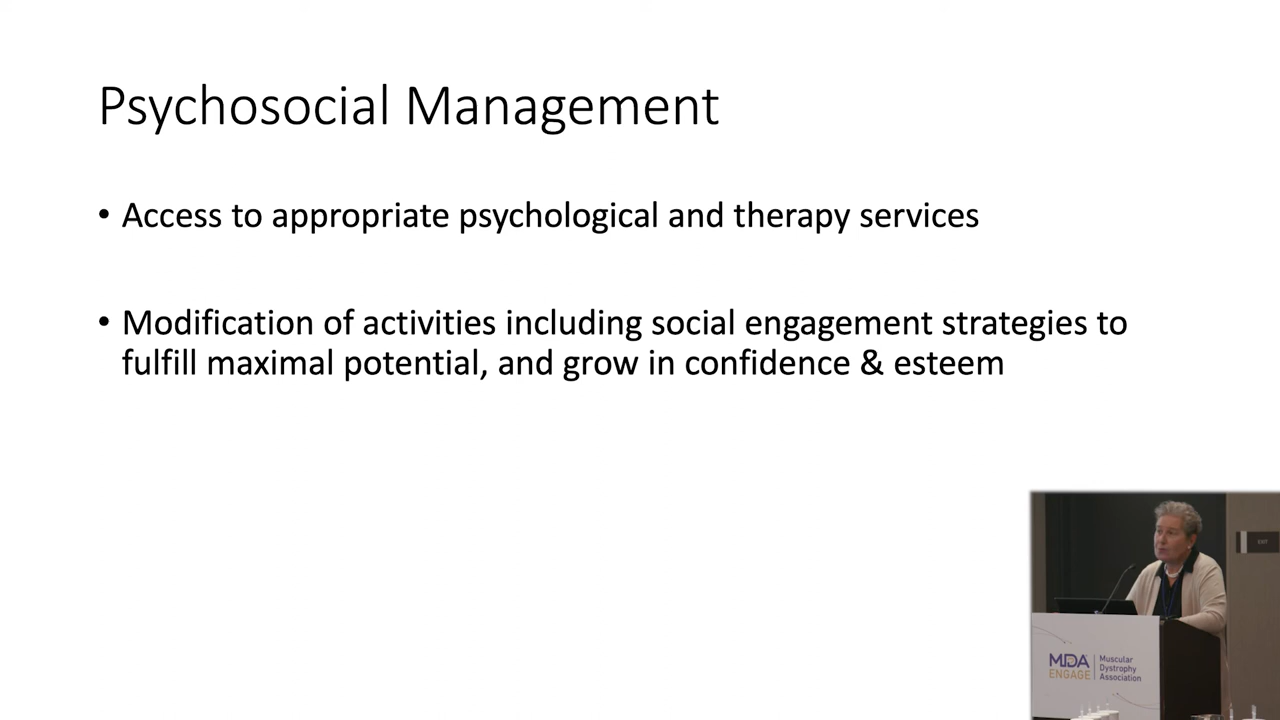 Psychosocial Management
• Access to appropriate psychological and therapy services
• Modification of activities including social engagement strategies to
fulfill maximal potential, and grow in confidence & esteem
EXIT
MDA
ENGAGE
Muscular
Dystrophy
Association